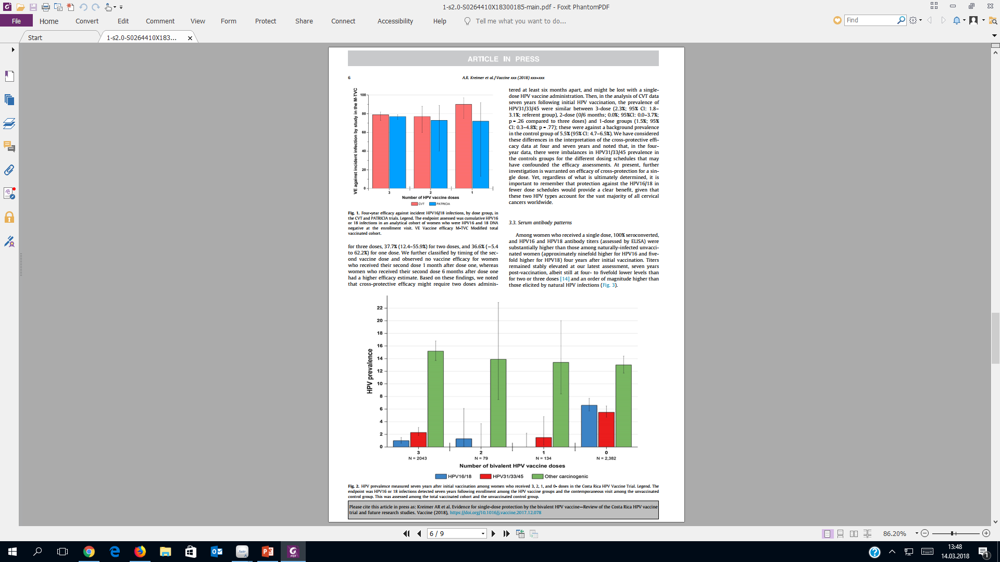 1-s2.0-S0264410X18300185-main.pdf - Foxit PhantomPDF
File Home Convert Edit Comment View Form Protect Share Connect Accessibility Help Tell me what you want to do... Find
Start 1-s2.0-S0264410X183...
ARTICLE IN PRESS
6 A.R. Kreimer et al. / Vaccine xxx (2018) xxx–xxx
VE against incident infection by study in the M-TVC
100
80
60
40
20
0
3 2 1
Number of HPV vaccine doses
CVT PATRICIA
Fig. 1. Four-year efficacy against incident HPV16/18 infections, by dose group, in
the CVT and PATRICIA trials. Legend. The endpoint assessed was cumulative HPV16
or 18 infections in an analytical cohort of women who were HPV16 and 18 DNA
negative at the enrollment visit. VE Vaccine efficacy M-TVC Modified total
vaccinated cohort.
for three doses, 37.7% (12.4–55.9%) for two doses, and 36.6% (−5.4
to 62.2%) for one dose. We further classified by timing of the sec-
ond vaccine dose and observed no vaccine efficacy for women
who received their second dose 1 month after dose one, whereas
women who received their second dose 6 months after dose one
had a higher efficacy estimate. Based on these findings, we noted
that cross-protective efficacy might require two doses adminis-
tered at least six months apart, and might be lost with a single-
dose HPV vaccine administration. Then, in the analysis of CVT data
seven years following initial HPV vaccination, the prevalence of
HPV31/33/45 were similar between 3-dose (2.3%; 95% CI: 1.8–
3.1%; referent group), 2-dose (0/6 months; 0.0%; 95%CI: 0.0–3.7%;
p = .26 compared to three doses) and 1-dose groups (1.5%; 95%
CI: 0.3–4.8%; p = .77); these were against a background prevalence
in the control group of 5.5% (95% CI: 4.7–6.5%). We have considered
these differences in the interpretation of the cross-protective effi-
cacy data at four and seven years and noted that, in the four-
year data, there were imbalances in HPV31/33/45 prevalence in
the controls groups for the different dosing schedules that may
have confounded the efficacy assessments. At present, further
investigation is warranted on efficacy of cross-protection for a sin-
gle dose. Yet, regardless of what is ultimately determined, it is
important to remember that protection against the HPV16/18 in
fewer dose schedules would provide a clear benefit, given that
these two HPV types account for the vast majority of all cervical
cancers worldwide.
3.3. Serum antibody patterns
Among women who received a single dose, 100% seroconverted,
and HPV16 and HPV18 antibody titers (assessed by ELISA) were
substantially higher than those among naturally-infected unvacci-
nated women (approximately ninefold higher for HPV16 and five-
fold higher for HPV18) four years after initial vaccination. Titers
remained stably elevated at our latest assessment, seven years
post-vaccination, albeit still at four- to fivefold lower levels than
for two or three doses [14] and an order of magnitude higher than
those elicited by natural HPV infections (Fig. 3).
HPV prevalence
22
20
18
16
14
12
10
8
6
4
2
0
3 2 1 0
N = 2043 N = 79 N = 134 N = 2,382
Number of bivalent HPV vaccine doses
HPV16/18 HPV31/33/45 Other carcinogenic
Fig. 2. HPV prevalence measured seven years after initial vaccination among women who received 3, 2, 1, and 0- doses in the Costa Rica HPV Vaccine Trial. Legend. The
endpoint was HPV16 or 18 infections detected seven years following enrollment among the HPV vaccine groups and the contemporaneous visit among the unvaccinated
control group. This was assessed among the total vaccinated cohort and the unvaccinated control group.
Please cite this article in press as: Kreimer AR et al. Evidence for single-dose protection by the bivalent HPV vaccine—Review of the Costa Rica HPV vaccine
trial and future research studies. Vaccine (2018), https://doi.org/10.1016/j.vaccine.2017.12.078
6 / 9 86.20%
13:48
14.03.2018
1